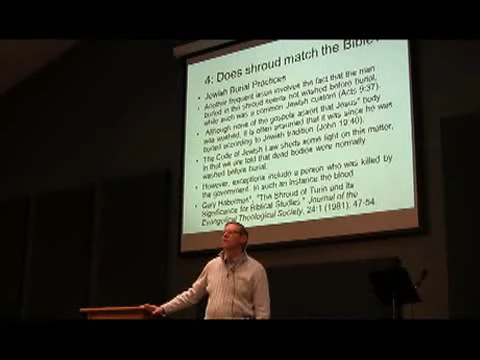 4: Does shroud match the Bible?
Jewish Burial Practices
Another frequent issue involves the fact that the man
buried in the shroud seems not washed before burial,
while such was a common Jewish custom (Acts 9:37).
Although none of the gospels assert that Jesus' body
was washed, it is often assumed that it was since he was
buried according to Jewish tradition (John 19:40).
The Code of Jewish Law sheds some light on this matter,
in that we are told that dead bodies were normally
washed before burial.
However, exceptions include a person who was killed by
the government. In such an instance the blood
Gary Habermas, "The Shroud of Turin and its
Significance for Biblical Studies," Journal of the
Evangelical Theological Society, 24:1 (1981), 47-54.